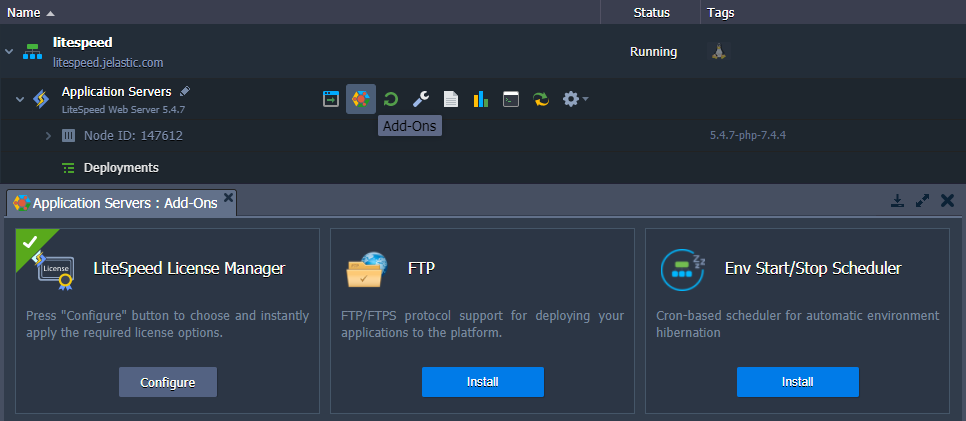 Name Status Tags
litespeed
litespeed.jelastic.com
Running
Application Servers
LiteSpeed Web Server 5.4.7
Add-Ons
Node ID: 147612
5.4.7-php-7.4.4
Deployments
Application Servers : Add-Ons
License
LiteSpeed License Manager
Press "Configure" button to choose and instantly
apply the required license options.
Configure
FTP
FTP/FTPS protocol support for deploying your
applications to the platform.
Install
zzz
Env Start/Stop Scheduler
Cron-based scheduler for automatic environment
hibernation
Install